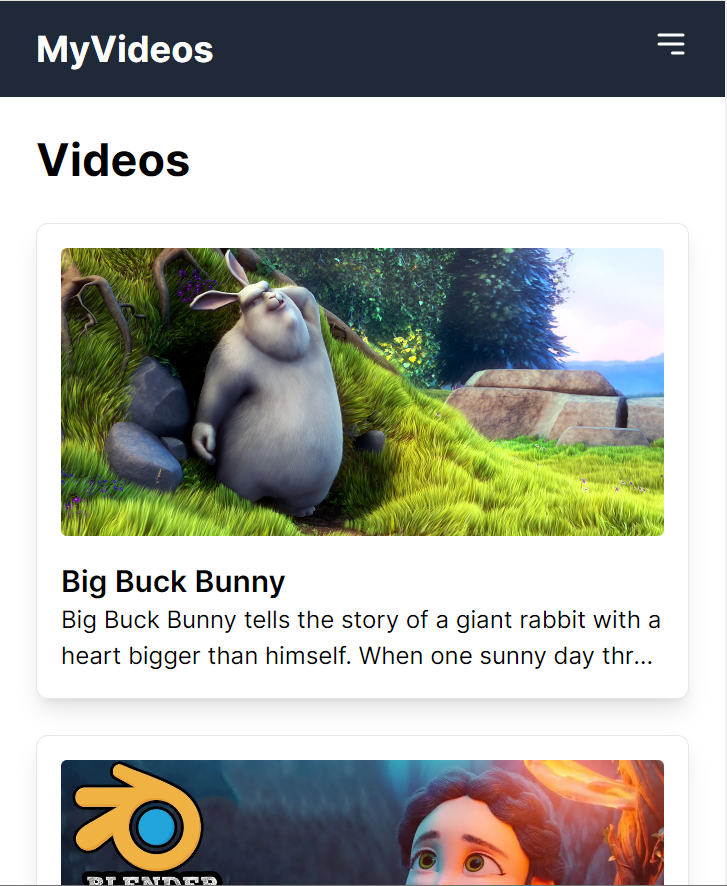 MyVideos
Videos
Big Buck Bunny
Big Buck Bunny tells the story of a giant rabbit with a
heart bigger than himself. When one sunny day thr...
BLENDER